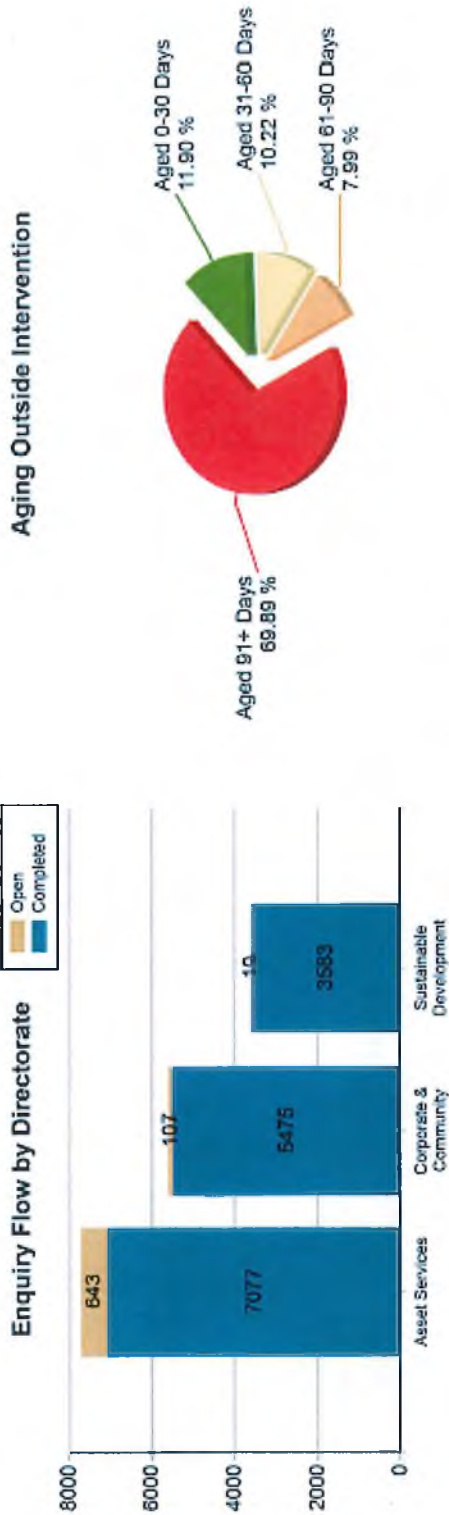 Enquiry Flow by Directorate
Open
Completed
8000
6000
4000
2000
0
643
7077
107
5475
3583
Asset Services
Corporate &
Community
Sustainable
Development
Aging Outside Intervention
Aged 0-30 Days
11.90 %
Aged 31-60 Days
10.22 %
Aged 61-90 Days
7.99 %
Aged 91+ Days
69.89 %